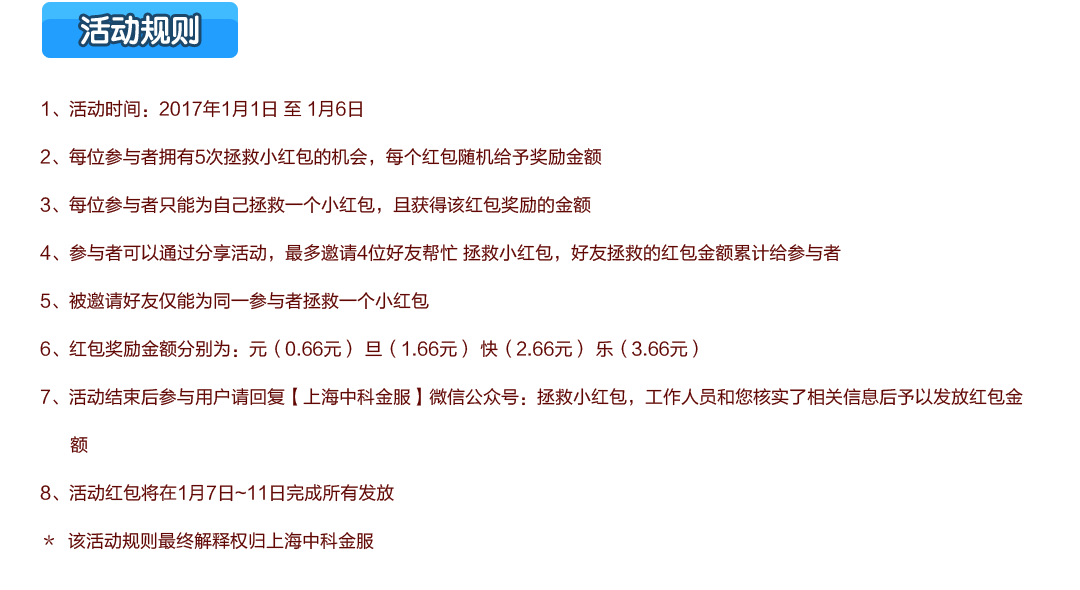 活动规则
1、活动时间：2017年1月1日 至 1月6日
2、每位参与者拥有5次拯救小红包的机会，每个红包随机给予奖励金额
3、每位参与者只能为自己拯救一个小红包，且获得该红包奖励的金额
4、参与者可以通过分享活动，最多邀请4位好友帮忙 拯救小红包，好友拯救的红包金额累计给参与者
5、被邀请好友仅能为同一参与者拯救一个小红包
6、红包奖励金额分别为：元（0.66元） 旦（1.66元） 快（2.66元） 乐（3.66元）
7、活动结束后参与用户请回复【上海中科金服】微信公众号：拯救小红包，工作人员和您核实了相关信息后予以发放红包金
额
8、活动红包将在1月7日~11日完成所有发放
＊ 该活动规则最终解释权归上海中科金服